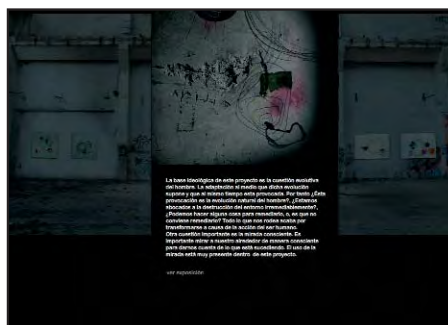 La base ideológica de este proyecto es la cuestión evolutiva
del hombre. La adaptación al medio que dicha evolución
supone y que al mismo tiempo esta provocada. Por tanto ¿Esta
provocación es la evolución natural del hombre?, ¿Estamos
abocados a la destrucción del entorno irremediablemente?,
¿Podemos hacer alguna cosa para remediarlo, o, es que no
conviene remediarlo? Todo lo que nos rodea acaba por
transformarse a causa de la acción del ser humano.
Otra cuestión importante es la mirada consciente. Es
importante mirar a nuestro alrededor de manera consciente
para darnos cuenta de lo que está sucediendo. El uso de la
mirada está muy presente dentro de este proyecto.
ver exposición